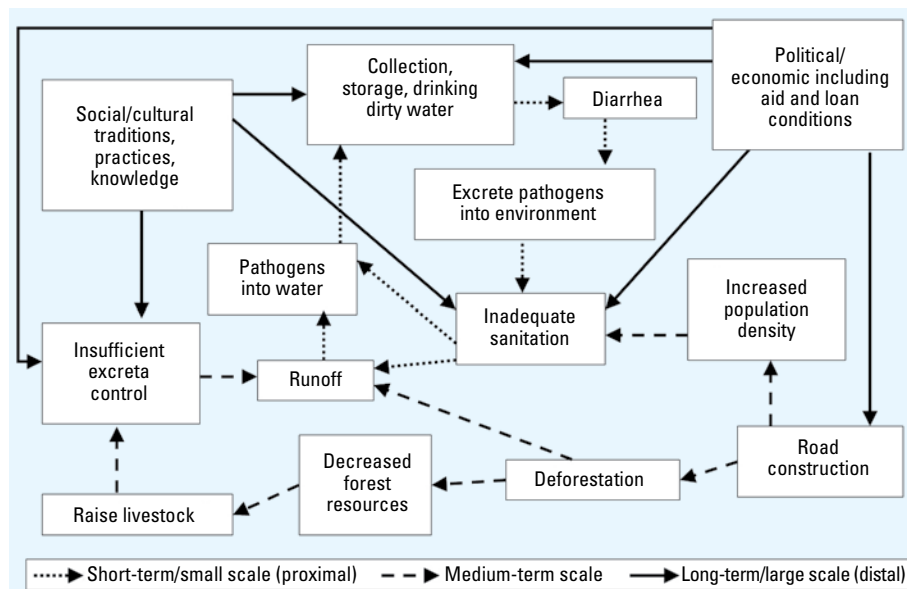 Collection,
storage, drinking
dirty water
Political/
economic including
aid and loan
conditions
Diarrhea
Social/cultural
traditions,
practices,
knowledge
Excrete pathogens
into environment
Pathogens
into water
Increased
population
density
Inadequate
sanitation
Insufficient
excreta
control
Runoff
Road
construction
Decreased
forest
resources
Deforestation
Raise livestock
Short-term/small scale (proximal)
Medium-term scale
Long-term/large scale (distal)